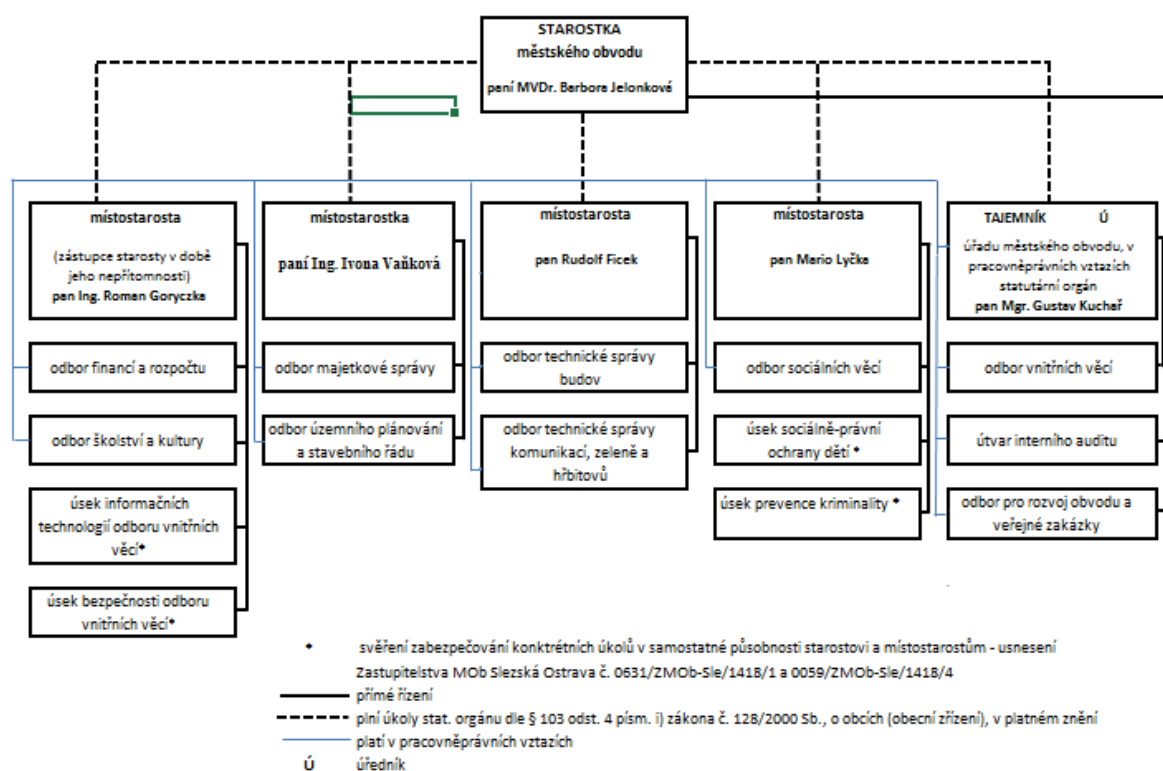 STAROSTKA
městského obvodu
paní MVDr. Barbora Jelonková
místostarosta
(zástupce starosty v době
jeho nepřítomnosti)
pan Ing. Roman Goryczka
místostarostka
paní Ing. Ivona Vaňková
místostarosta
pan Rudolf Ficek
místostarosta
pan Mario Lyčka
TAJEMNÍK Ú
úřadu městského obvodu, v
pracovněprávních vztazích
statutární orgán
pan Mgr. Gustav Kuchař
odbor financí a rozpočtu
odbor majetkové správy
odbor technické správy
budov
odbor sociálních věcí
odbor vnitřních věcí
odbor školství a kultury
odbor územního plánování
a stavebního řádu
odbor technické správy
komunikací, zeleně a
hřbitovů
úsek sociálně-právní
ochrany dětí *
útvar interního auditu
úsek informačních
technologií odboru vnitřních
věcí*
úsek prevence kriminality *
odbor pro rozvoj obvodu a
veřejné zakázky
úsek bezpečnosti odboru
vnitřních věcí*
* svěření zabezpečování konktrétních úkolů v samostatné působnosti starostovi a místostarostům - usnesení
Zastupitelstva MOb Slezská Ostrava č. 0631/ZMOb-Sle/1418/1 a 0059/ZMOb-Sle/1418/4
přímé řízení
plní úkoly stat. orgánu dle § 103 odst. 4 písm. i) zákona č. 128/2000 Sb., o obcích (obecní zřízení), v platném znění
platí v pracovněprávních vztazích
Ú úředník